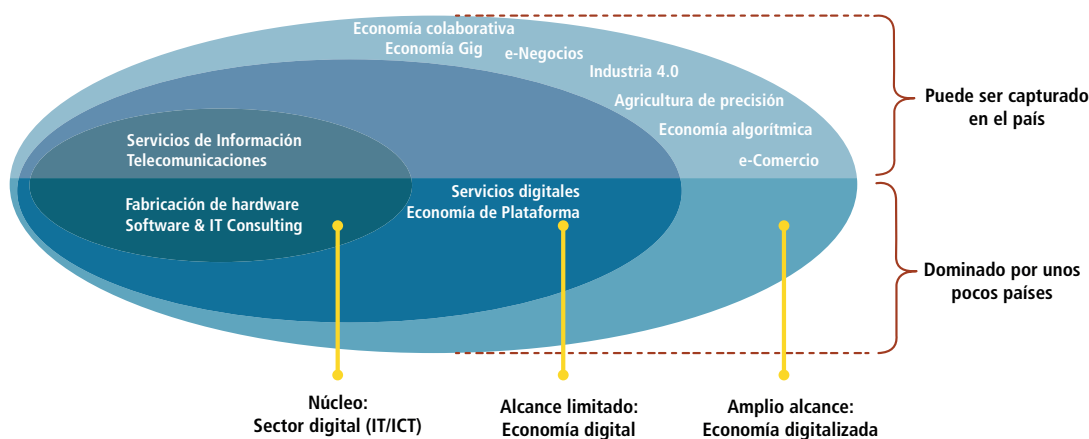 Economía colaborativa
Economía Gig
e-Negocios
Industria 4.0
Agricultura de precisión
Economía algorítmica
e-Comercio
Servicios de Información
Telecomunicaciones
Fabricación de hardware
Software & IT Consulting
Servicios digitales
Economía de Plataforma
Puede ser capturado
en el país
Dominado por unos
pocos países
Núcleo:
Sector digital (IT/ICT)
Alcance limitado:
Economía digital
Amplio alcance:
Economía digitalizada